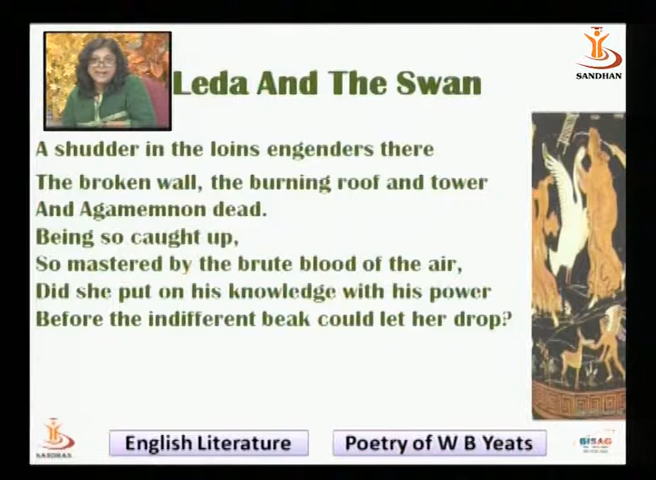 SANDHAN
Leda And The Swan
A shudder in the loins engenders there
The broken wall, the burning roof and tower
And Agamemnon dead.
Being so caught up,
So mastered by the brute blood of the air,
Did she put on his knowledge with his power
Before the indifferent beak could let her drop?
SANDHAN
English Literature
Poetry of W B Yeats
BISAG